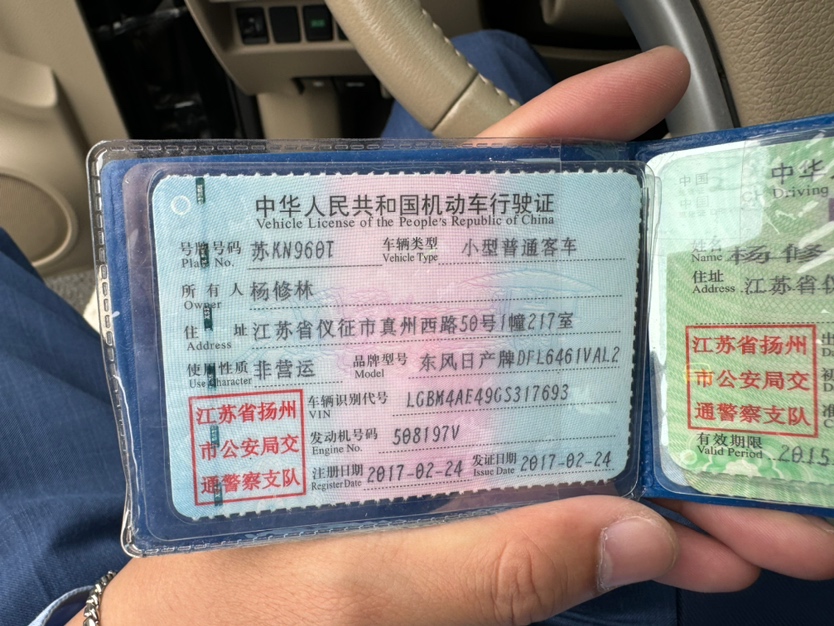 中华人民共和国机动车行驶证
Vehicle License of the People's Republic of China
号牌号码 苏KN960T 车辆类型 小型普通客车
Plate No. Vehicle Type
所有人 杨修林
Owner
住址 江苏省仪征市真州西路50号1幢217室
Address
使用性质 非营运 品牌型号 东风日产牌DFL6461VAL2
Use Character Model
江苏省扬州
市公安局交
通警察支队
车辆识别代号 LGBM4AE49GS317693
VIN
发动机号码 508197V
Engine No.
注册日期 2017-02-24 发证日期 2017-02-24
Register Date Issue Date
中华
Driving
姓名 杨修
Name
住址 江苏省仪
Address
江苏省扬州
市公安局交
通警察支队
有效期限
Valid Period 2015